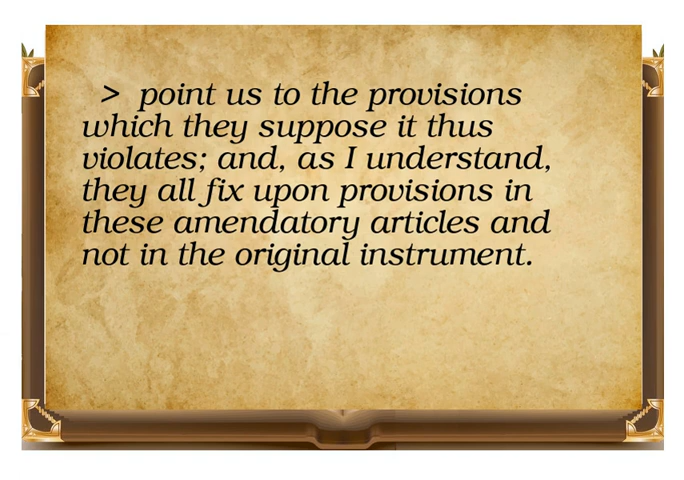 > point us to the provisions
which they suppose it thus
violates; and, as I understand,
they all fix upon provisions in
these amendatory articles and
not in the original instrument.